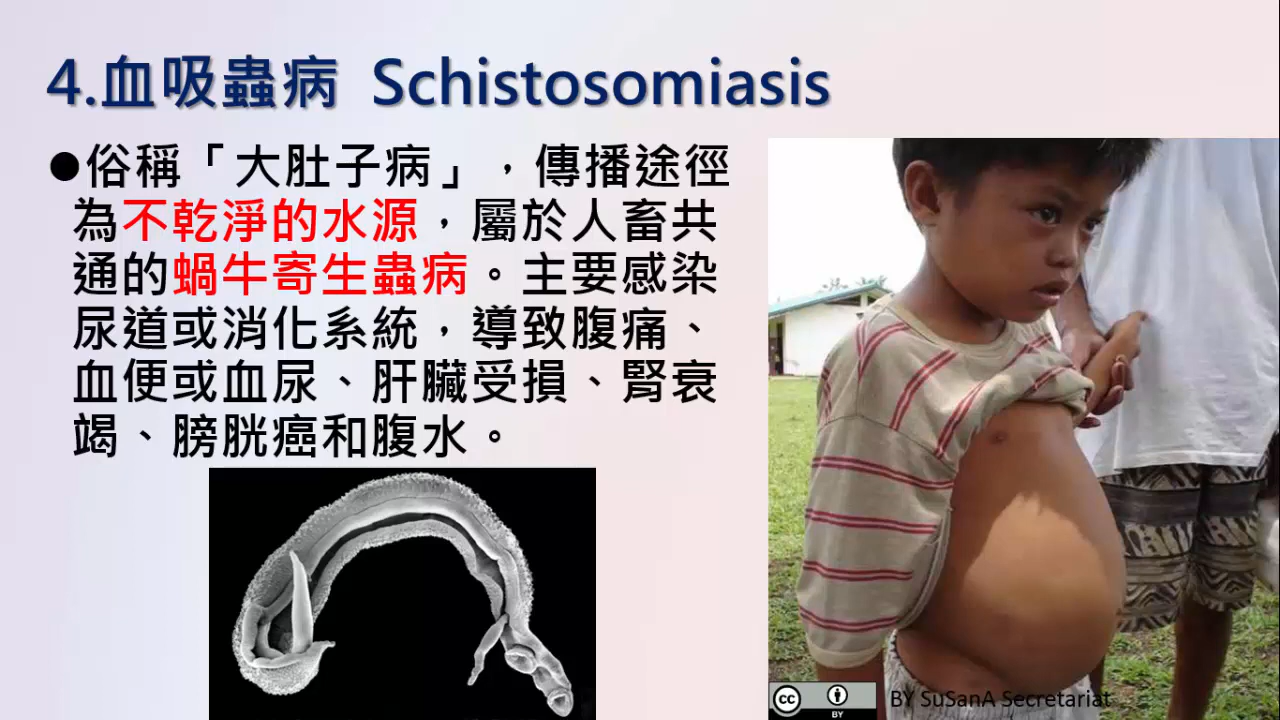 4.血吸蟲病 Schistosomiasis
●俗稱「大肚子病」，傳播途徑
為不乾淨的水源，屬於人畜共
通的蝸牛寄生蟲病。主要感染
尿道或消化系統，導致腹痛、
血便或血尿、肝臟受損、腎衰
竭、膀胱癌和腹水。
cc
BY
BY SuSanA Secretariat